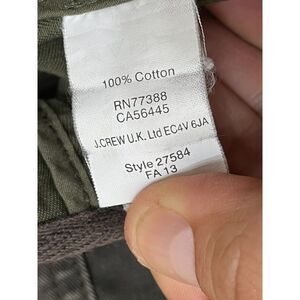 100% Cotton
RN77388
CA56445
J.CREW U.K. Ltd EC4V 6JA
Style 27584
FA 13